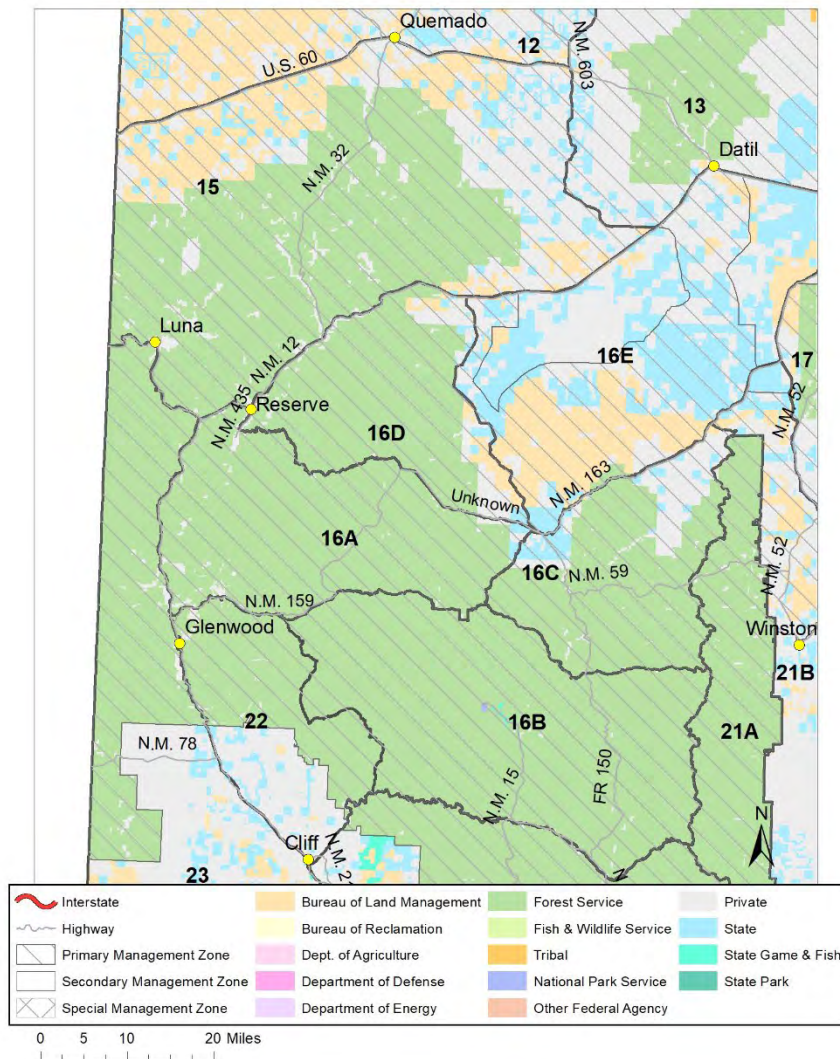 Quemado
12
U.S. 60
N.M. 603
13
Datil
N.M. 32
15
Luna
N.M. 12
16E
17
N.M. 435
Reserve
N.M. 52
16D
N.M. 163
Unknown
16A
16C
N.M. 59
N.M. 52
N.M. 159
Glenwood
Winston
21B
22
16B
21A
N.M. 78
N.M. 15
FR 150
N
Cliff
N.M. 2
23
N
Interstate
Highway
Primary Management Zone
Secondary Management Zone
Special Management Zone
Bureau of Land Management
Bureau of Reclamation
Dept. of Agriculture
Department of Defense
Department of Energy
Forest Service
Fish & Wildlife Service
Tribal
National Park Service
Other Federal Agency
Private
State
State Game & Fish
State Park
0 5 10 20 Miles